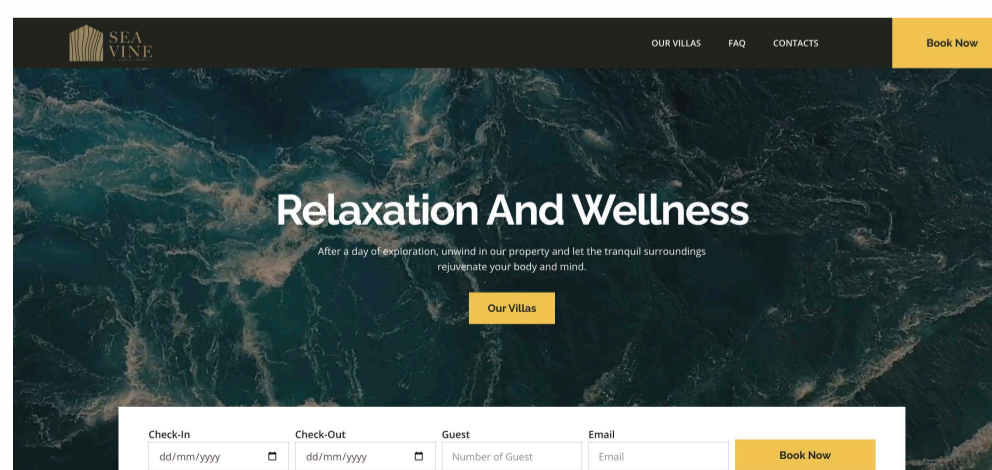 SEA
VINE
OUR VILLAS
FAQ
CONTACTS
Book Now
Relaxation And Wellness
After a day of exploration, unwind in our property and let the tranquil surroundings
rejuvenate your body and mind.
Our Villas
Check-In
Check-Out
Guest
Email
dd/mm/yyyy
dd/mm/yyyy
Number of Guest
Email
Book Now